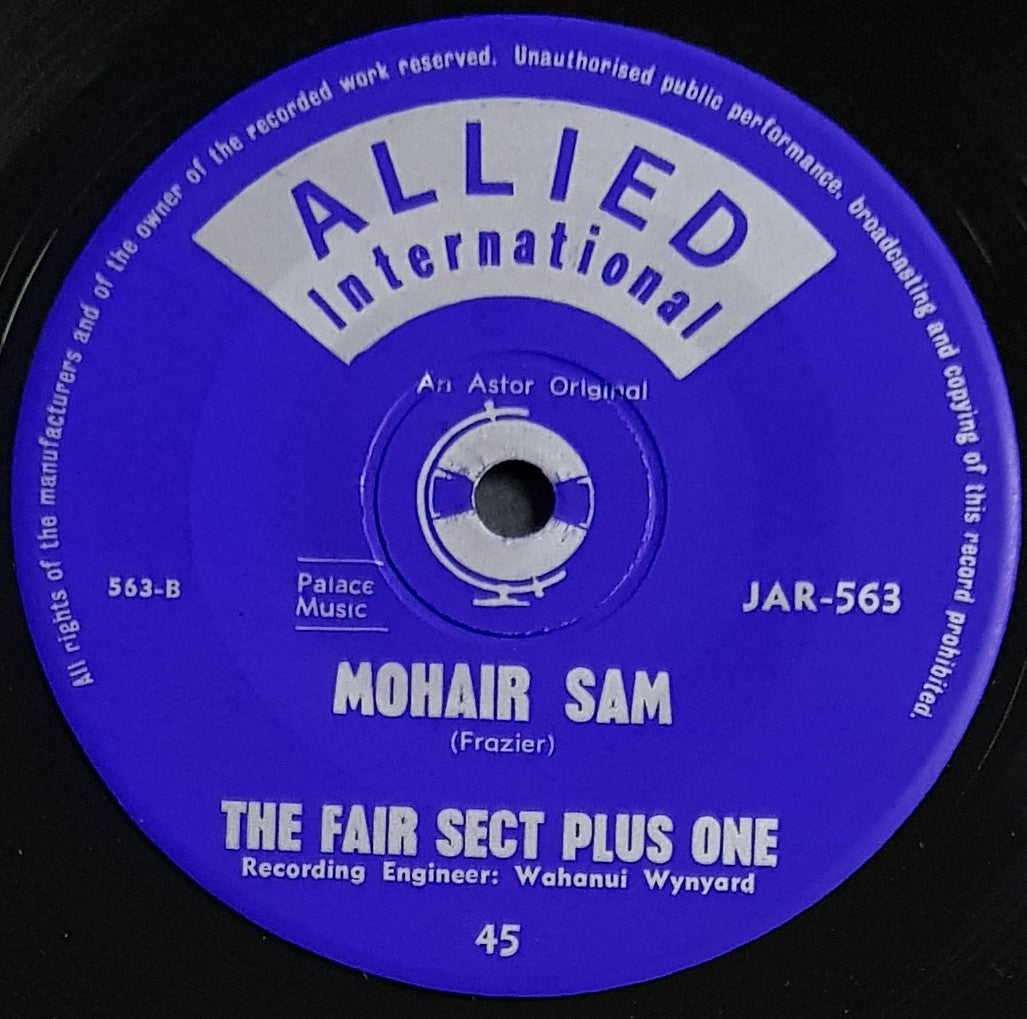 All rights of the manufacturers and of the owner of the recorded work reserved. Unauthorised public performance, broadcasting and copying of this record prohibited.
ALLIED
International
An Astor Original
563-B
Palace
Music
JAR-563
MOHAIR SAM
(Frazier)
THE FAIR SECT PLUS ONE
Recording Engineer: Wahanui Wynyard
45